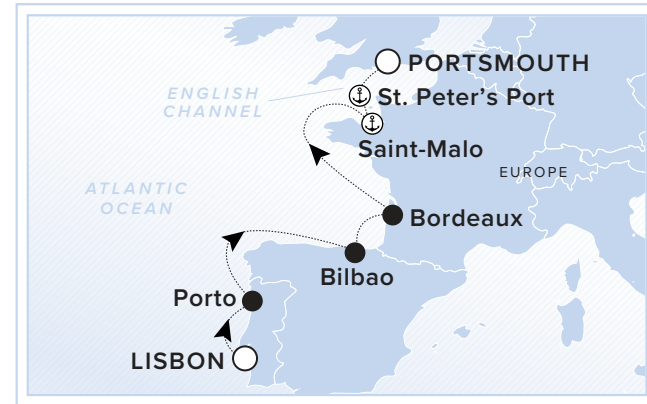 PORTSMOUTH
ENGLISH
CHANNEL
St. Peter's Port
Saint-Malo
EUROPE
ATLANTIC
OCEAN
Bordeaux
Bilbao
Porto
LISBON